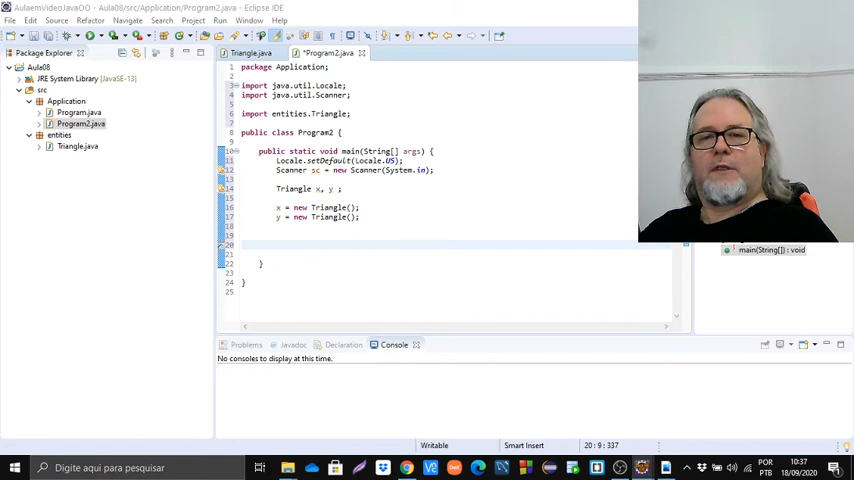 AulaemVideoJavaOO - Aula08/src/Application/Program2.java - Eclipse IDE
File Edit Source Refactor Navigate Search Project Run Window Help
Package Explorer
Triangle.java
*Program2.java
Aula08
JRE System Library [JavaSE-13]
src
Application
Program.java
Program2.java
entities
Triangle.java
1 package Application;
2
3 import java.util.Locale;
4 import java.util.Scanner;
5
6 import entities.Triangle;
7
8 public class Program2 {
9
10 public static void main(String[] args) {
11 Locale.setDefault(Locale.US);
12 Scanner sc = new Scanner(System.in);
13
14 Triangle x, y ;
15
16 x = new Triangle();
17 y = new Triangle();
18
19
20
21
22 }
23
24 }
25
main(String[]) : void
Problems Javadoc Declaration Console
No consoles to display at this time.
Writable Smart Insert 20 : 9 : 337
Digite aqui para pesquisar
POR
PTB
10:37
18/09/2020